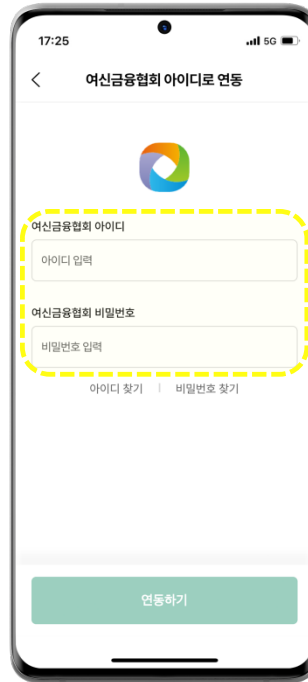 17:25
5G
여신금융협회 아이디로 연동
여신금융협회 아이디
아이디 입력
여신금융협회 비밀번호
비밀번호 입력
아이디 찾기 | 비밀번호 찾기
연동하기